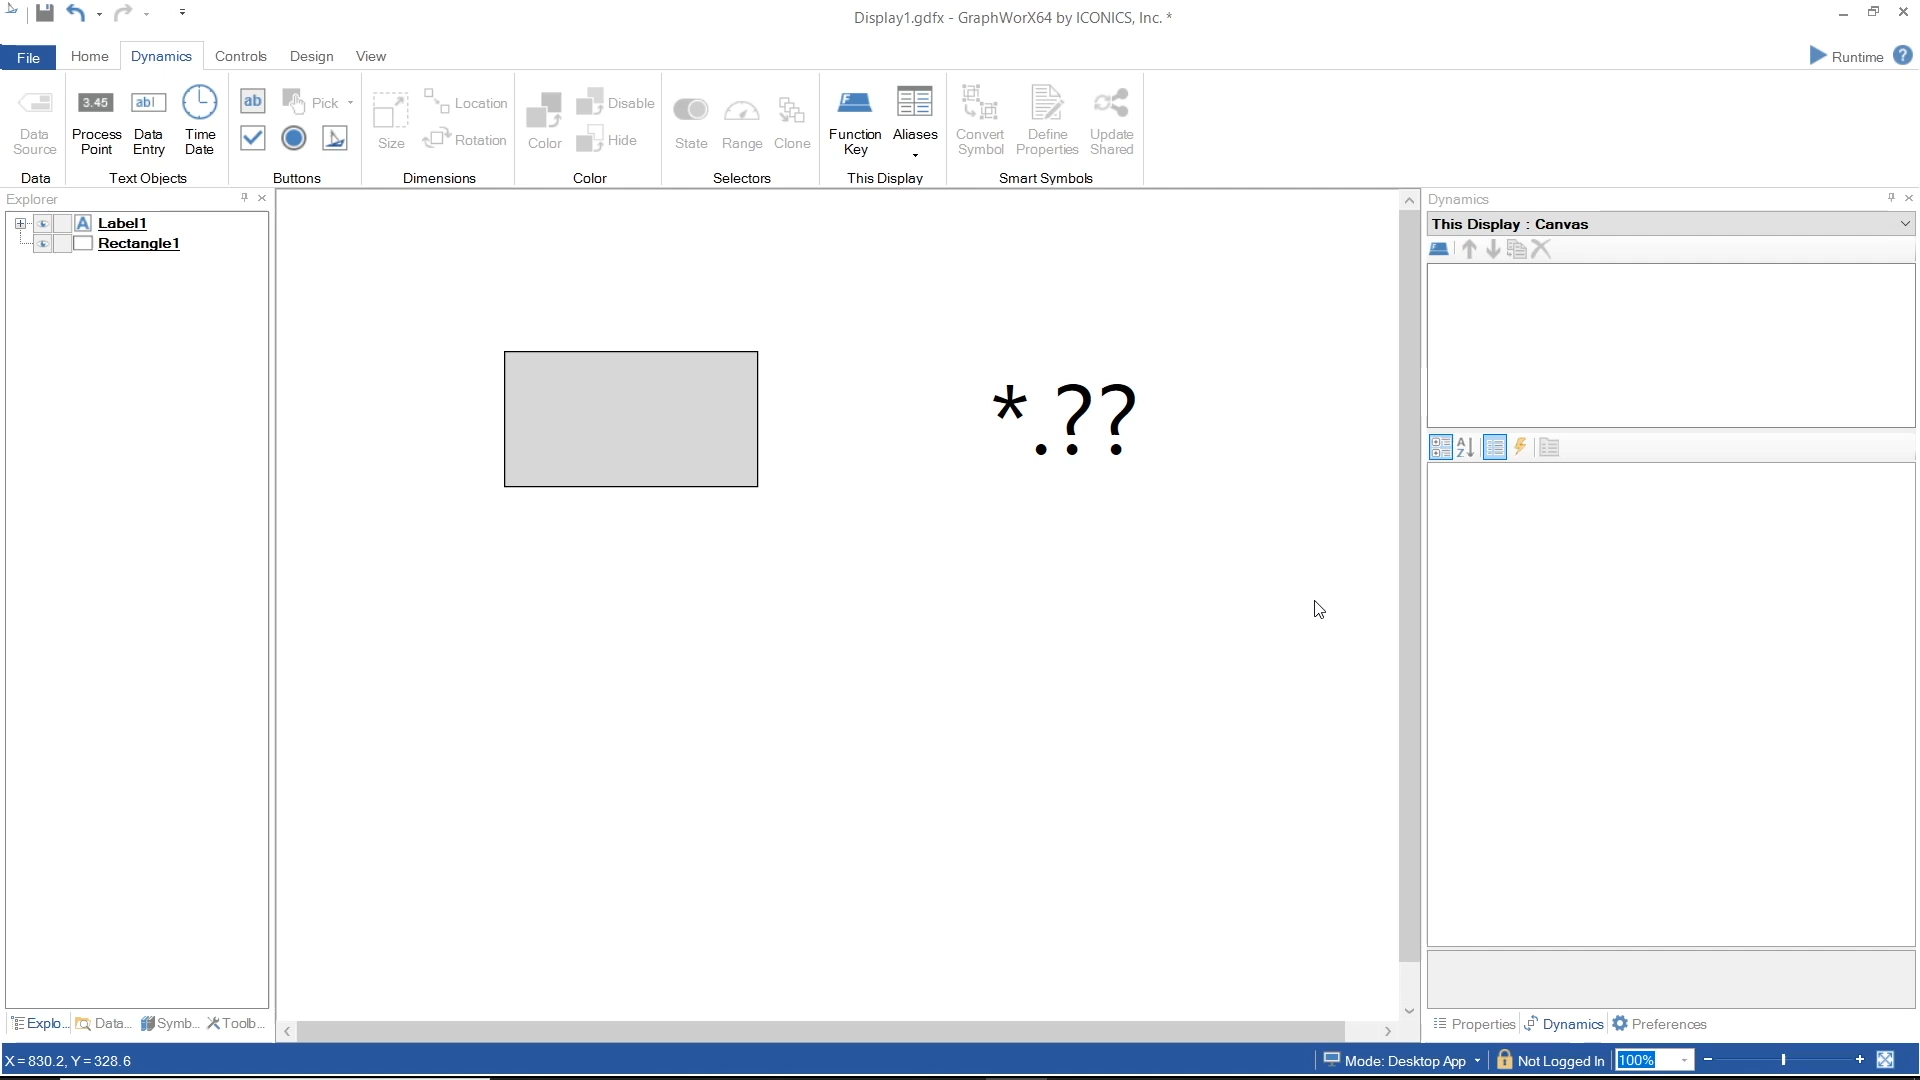 Display1.gdfx - GraphWorX64 by ICONICS, Inc. *
File Home Dynamics Controls Design View Runtime ?
Data Source
Data
3.45 Process Point
abl Data Entry
Time Date
Text Objects
ab Pick
Buttons
Size Location Rotation
Dimensions
Color Disable Hide
Color
State Range Clone
Selectors
F Function Key
Aliases
This Display
Convert Symbol
Define Properties
Update Shared
Smart Symbols
Explorer
A Label1
Rectangle1
*.??
Dynamics
This Display : Canvas
AZ
Explo... Data... Symb... Toolb...
Properties Dynamics Preferences
X = 830.2, Y = 328.6
Mode: Desktop App Not Logged In 100%